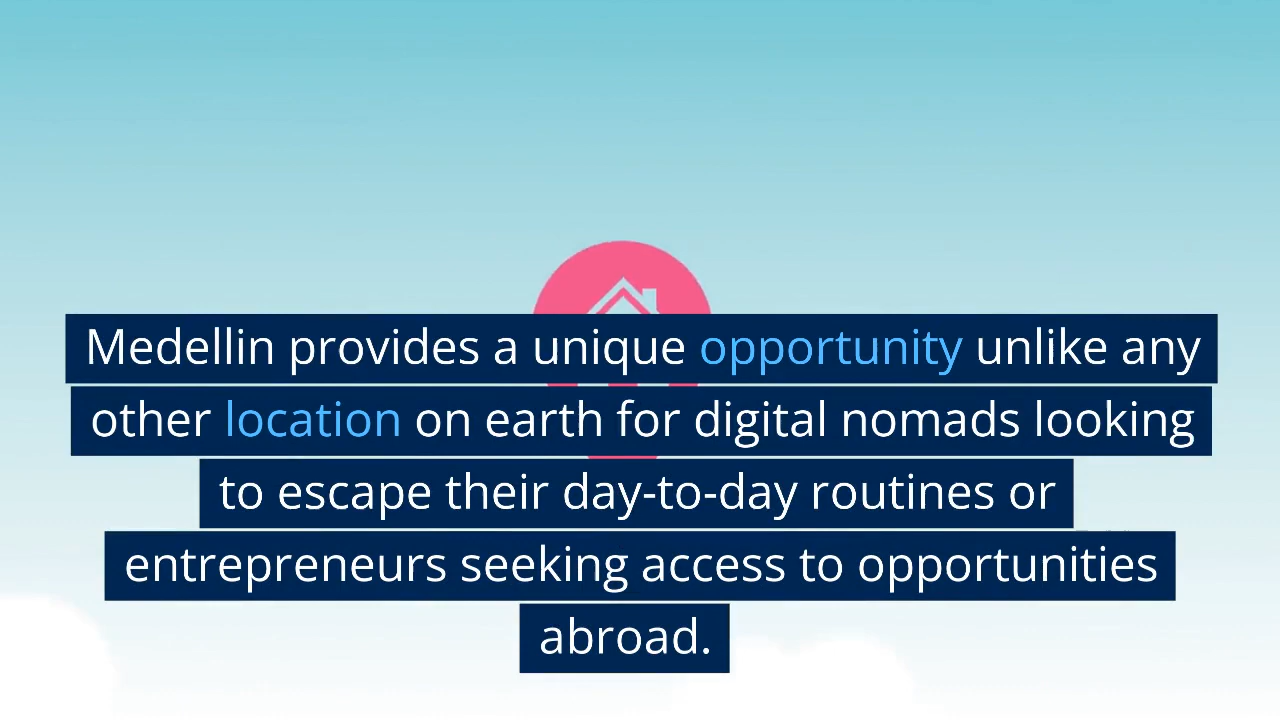 Medellin provides a unique opportunity unlike any
other location on earth for digital nomads looking
to escape their day-to-day routines or
entrepreneurs seeking access to opportunities
abroad.